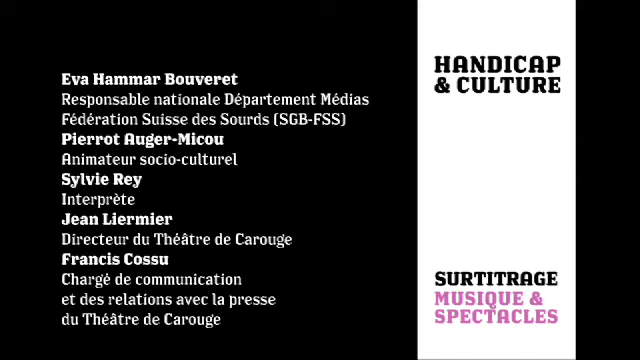 Eva Hammar Bouveret
Responsable nationale Département Médias
Fédération Suisse des Sourds (SGB-FSS)
Pierrot Auger-Micou
Animateur socio-culturel
Sylvie Rey
Interprète
Jean Liermier
Directeur du Théâtre de Carouge
Francis Cossu
Chargé de communication
et des relations avec la presse
du Théâtre de Carouge
HANDICAP
& CULTURE
SURTITRAGE
MUSIQUE &
SPECTACLES